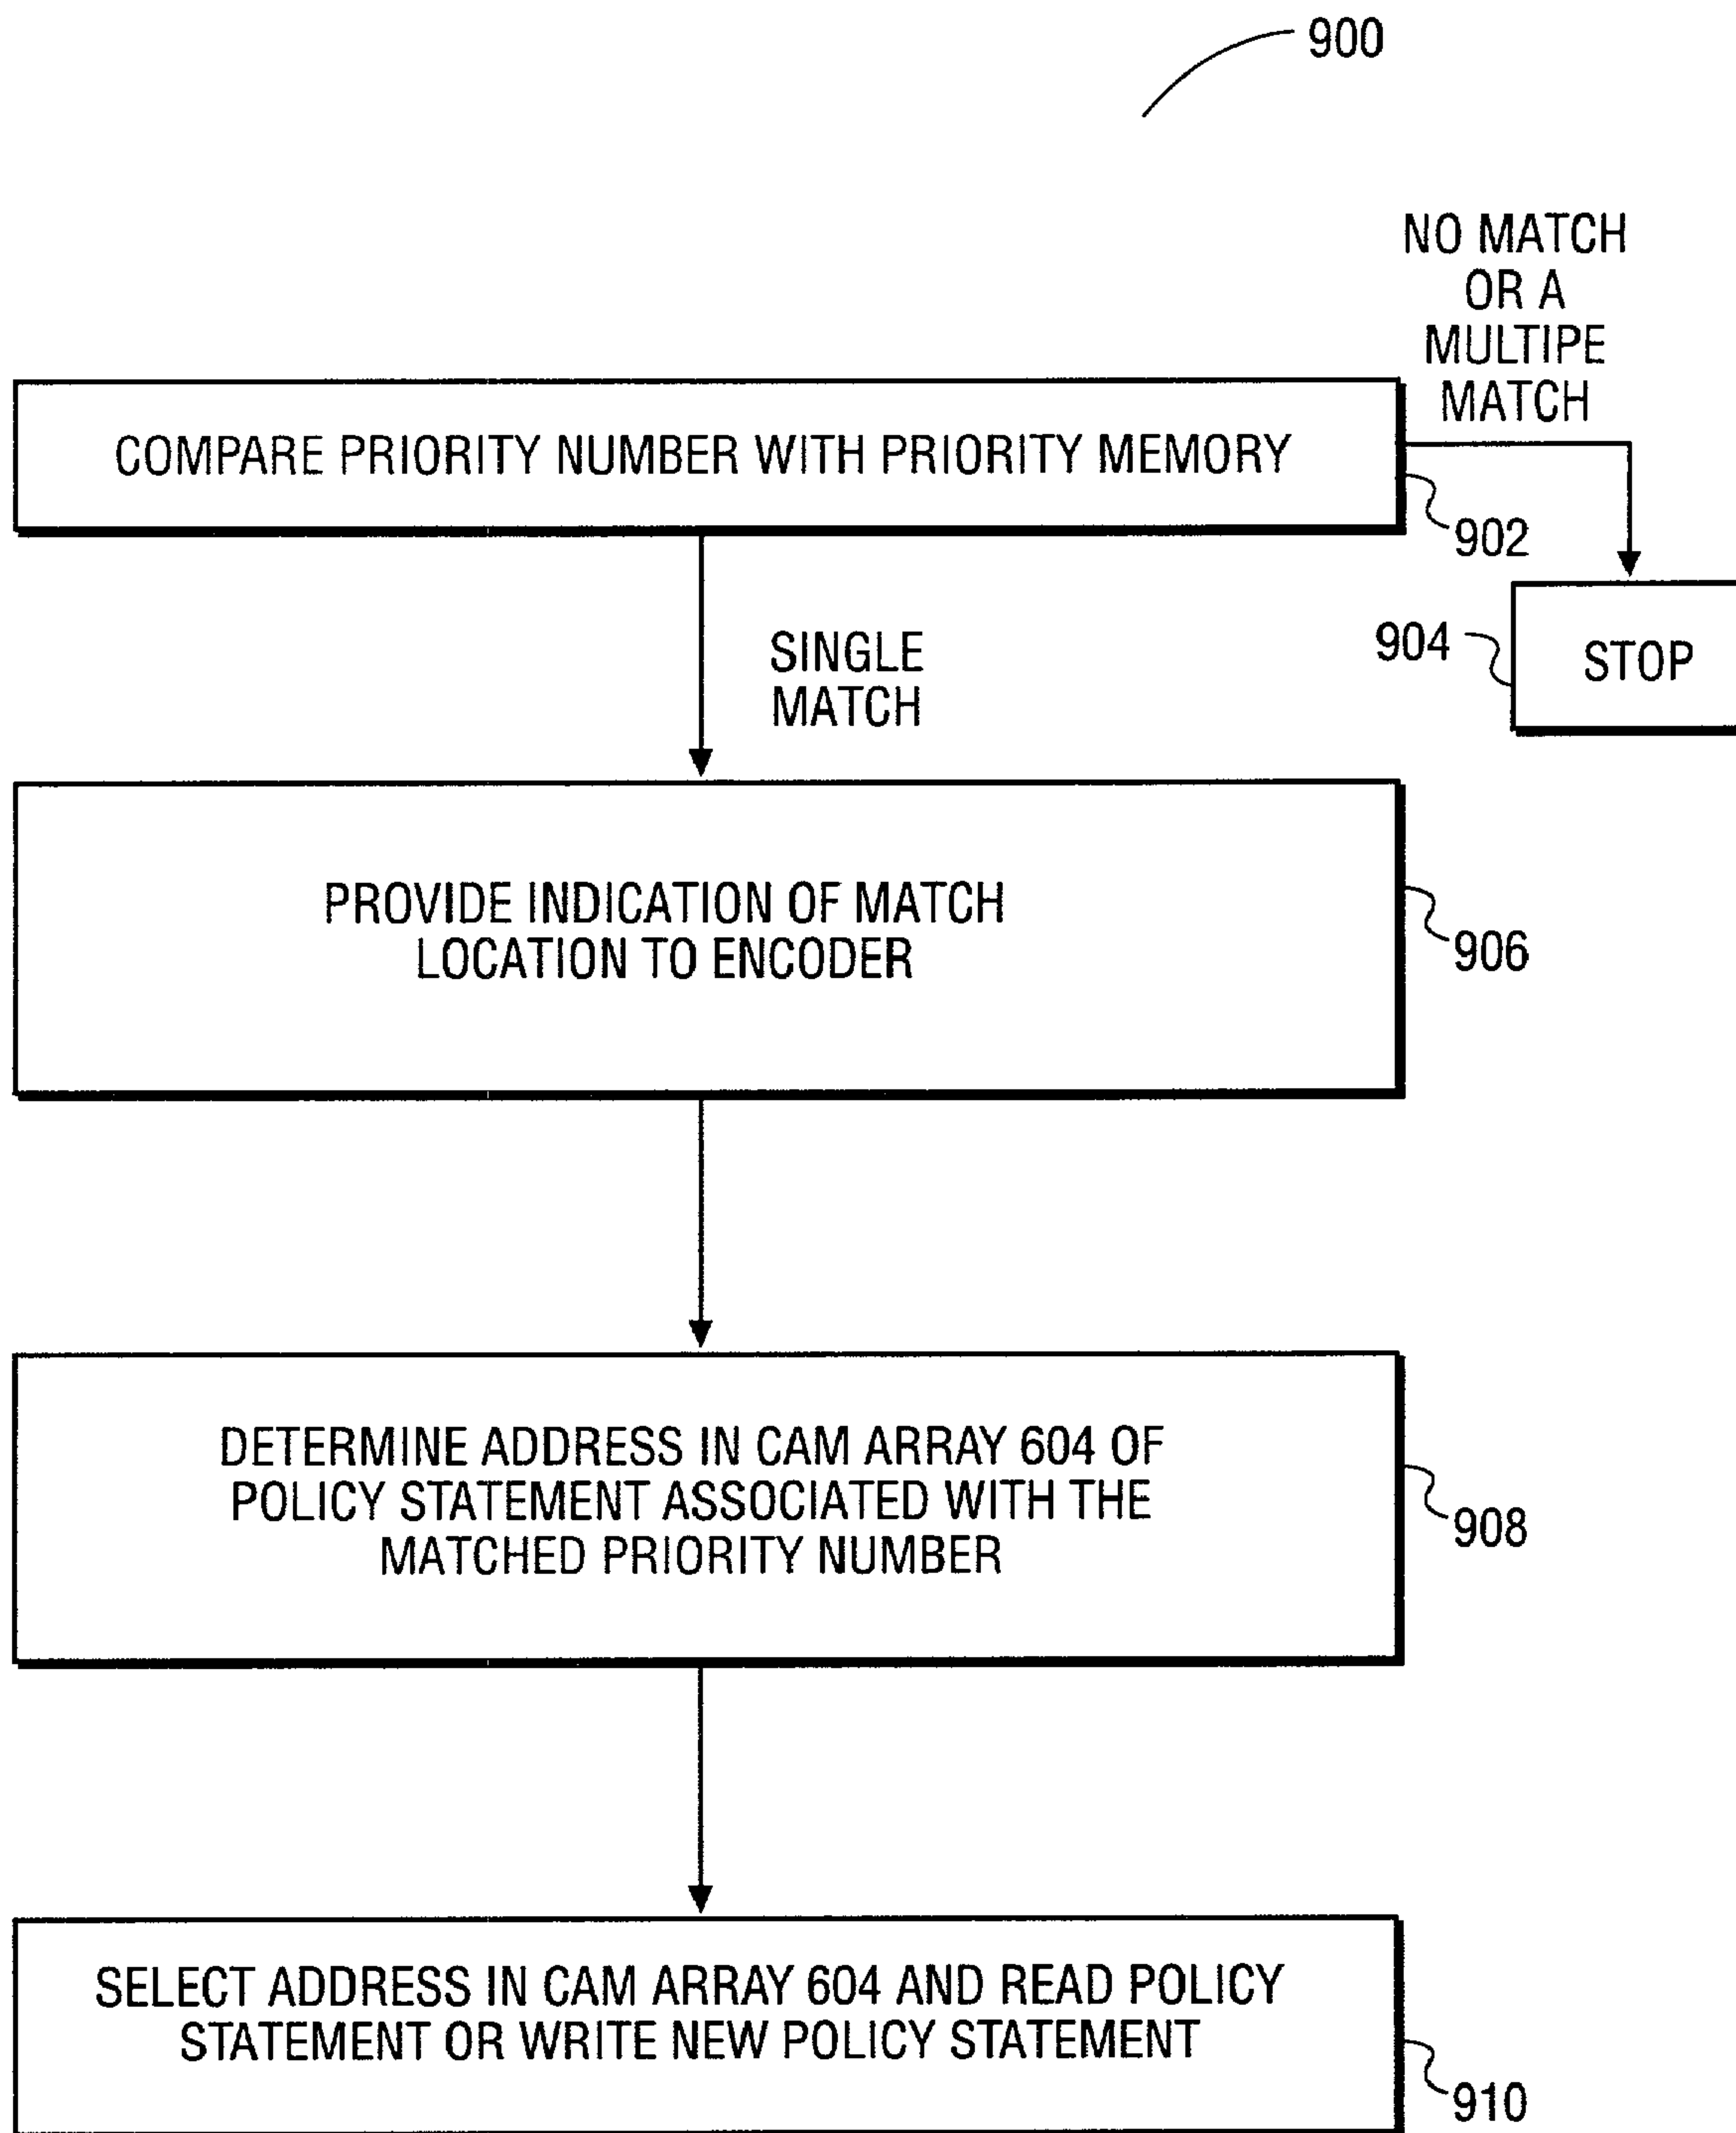 900
NO MATCH
OR A
MULTIPE
MATCH
COMPARE PRIORITY NUMBER WITH PRIORITY MEMORY
902
904
STOP
SINGLE
MATCH
PROVIDE INDICATION OF MATCH
LOCATION TO ENCODER
906
DETERMINE ADDRESS IN CAM ARRAY 604 OF
POLICY STATEMENT ASSOCIATED WITH THE
MATCHED PRIORITY NUMBER
908
SELECT ADDRESS IN CAM ARRAY 604 AND READ POLICY
STATEMENT OR WRITE NEW POLICY STATEMENT
910